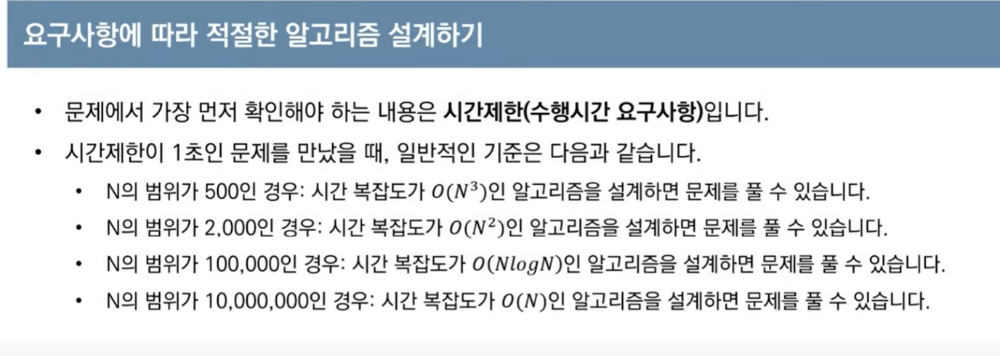 요구사항에 따라 적절한 알고리즘 설계하기
• 문제에서 가장 먼저 확인해야 하는 내용은 시간제한(수행시간 요구사항)입니다.
• 시간제한이 1초인 문제를 만났을 때, 일반적인 기준은 다음과 같습니다.
• N의 범위가 500인 경우: 시간 복잡도가 O(N³)인 알고리즘을 설계하면 문제를 풀 수 있습니다.
• N의 범위가 2,000인 경우: 시간 복잡도가 O(N²)인 알고리즘을 설계하면 문제를 풀 수 있습니다.
• N의 범위가 100,000인 경우: 시간 복잡도가 O(NlogN)인 알고리즘을 설계하면 문제를 풀 수 있습니다.
• N의 범위가 10,000,000인 경우: 시간 복잡도가 O(N)인 알고리즘을 설계하면 문제를 풀 수 있습니다.